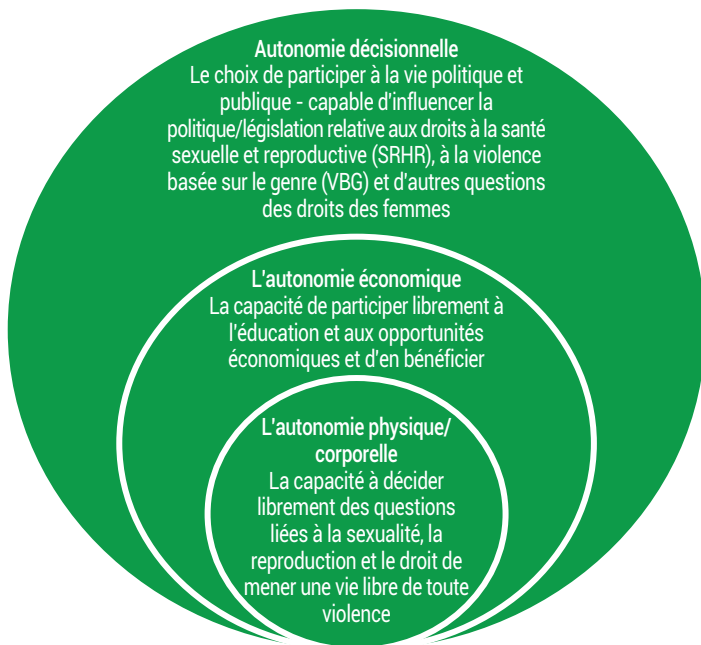 Autonomie décisionnelle
Le choix de participer à la vie politique et
publique - capable d'influencer la
politique/législation relative aux droits à la santé
sexuelle et reproductive (SRHR), à la violence
basée sur le genre (VBG) et d'autres questions
des droits des femmes
L'autonomie économique
La capacité de participer librement à
l'éducation et aux opportunités
économiques et d'en bénéficier
L'autonomie physique/
corporelle
La capacité à décider
librement des questions
liées à la sexualité, la
reproduction et le droit de
mener une vie libre de toute
violence